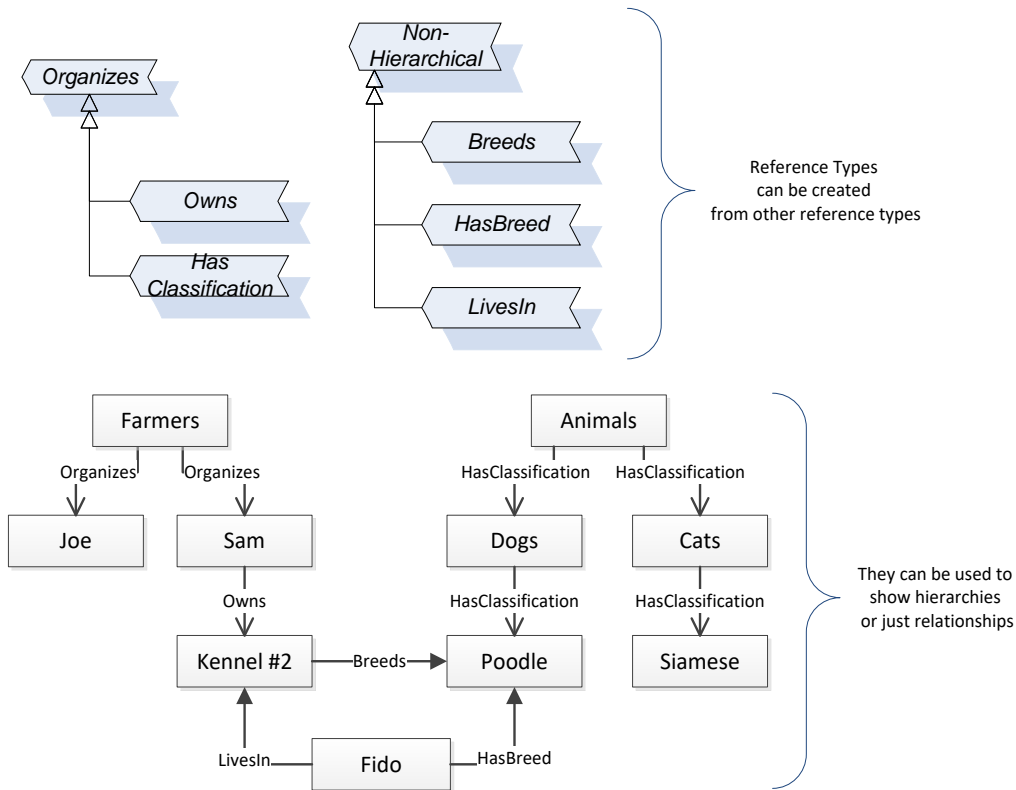 Organizes
Owns
Has
Classification
Non-
Hierarchical
Breeds
HasBreed
LivesIn
Reference Types
can be created
from other reference types
Farmers
Organizes
Organizes
Joe
Sam
Owns
Kennel #2
Breeds
LivesIn
Fido
HasBreed
Animals
HasClassification
HasClassification
Dogs
Cats
HasClassification
HasClassification
Poodle
Siamese
They can be used to
show hierarchies
or just relationships